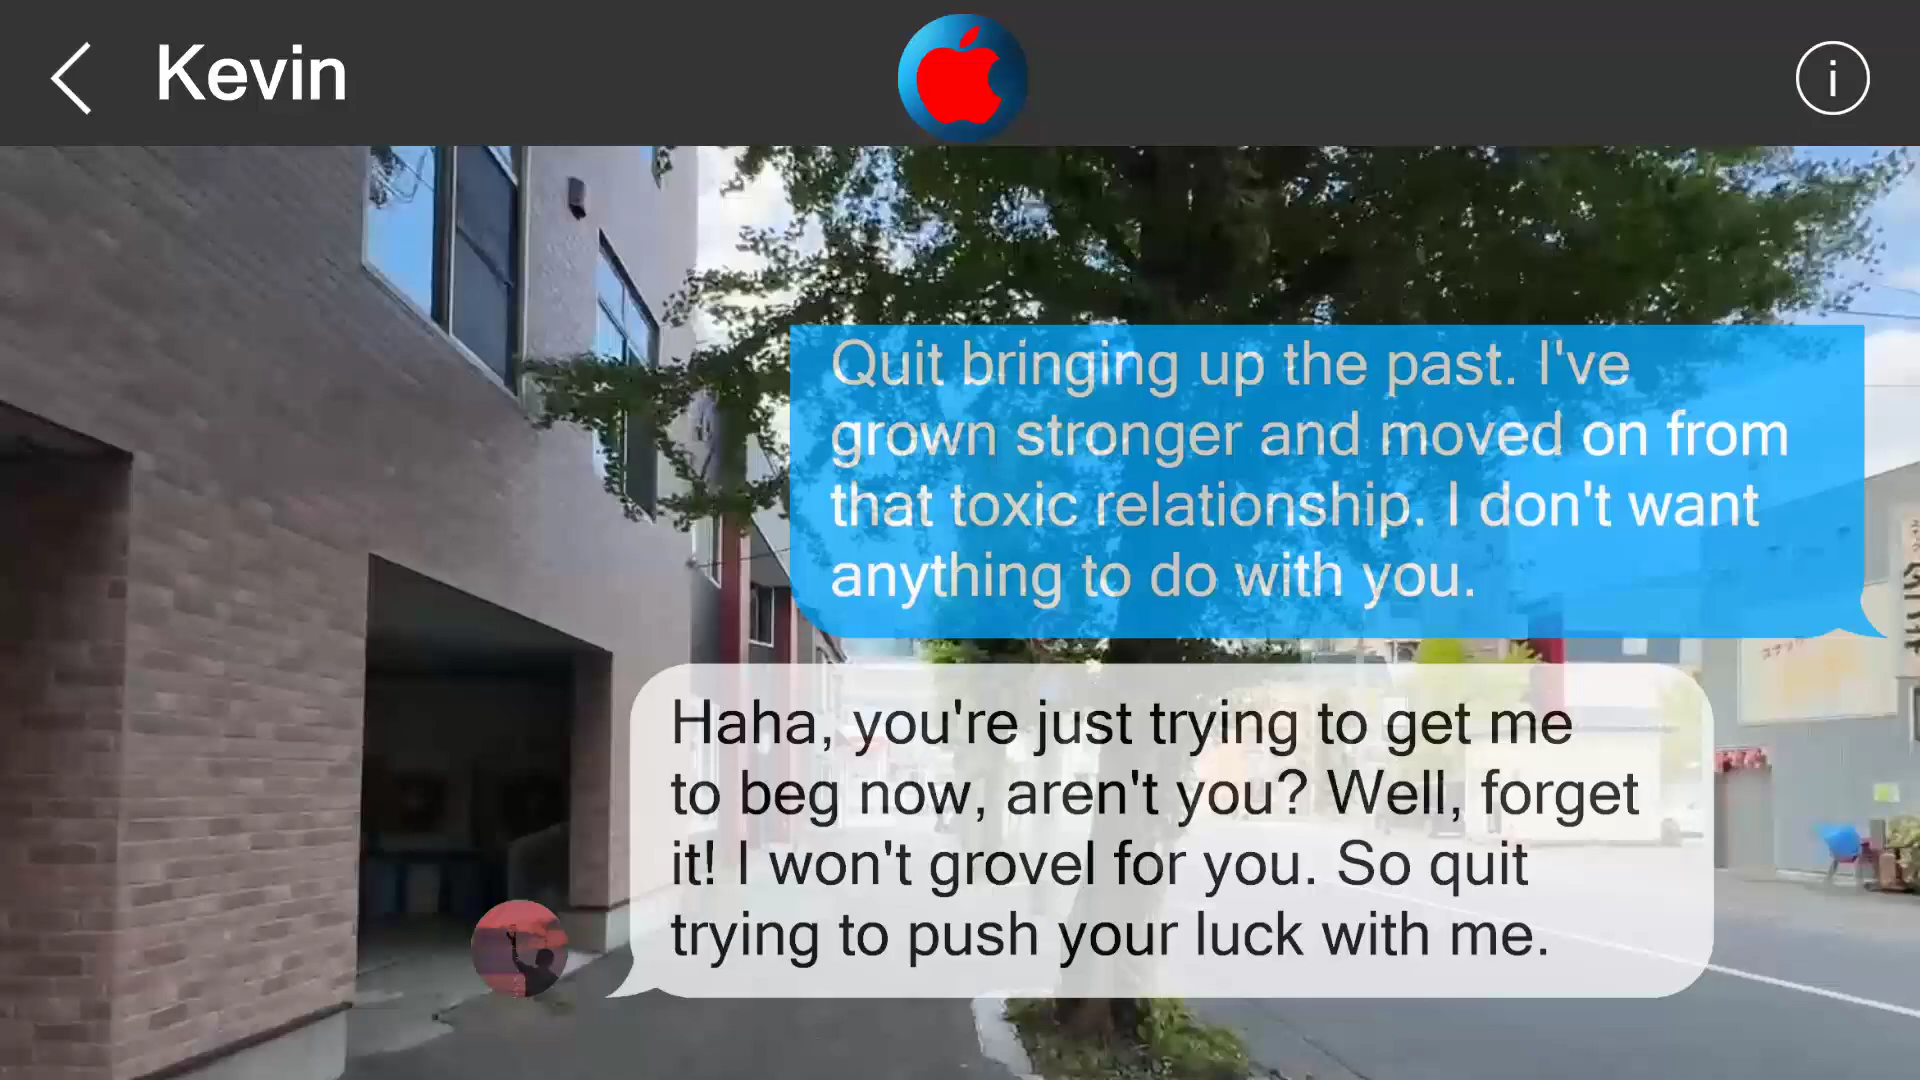 Kevin
i
Quit bringing up the past. I've
grown stronger and moved on from
that toxic relationship. I don't want
anything to do with you.
Haha, you're just trying to get me
to beg now, aren't you? Well, forget
it! I won't grovel for you. So quit
trying to push your luck with me.